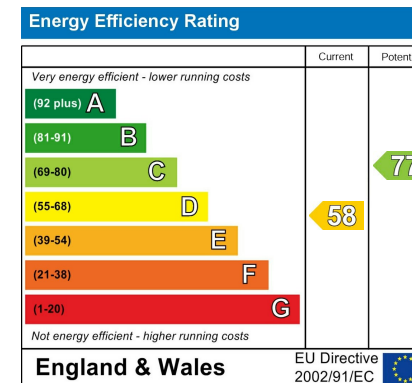 Energy Efficiency Rating
Current Potent
Very energy efficient - lower running costs
(92 plus) A
(81-91) B
(69-80) C
77
(55-68) D
58
(39-54) E
(21-38) F
(1-20) G
Not energy efficient - higher running costs
England & Wales
EU Directive
2002/91/EC